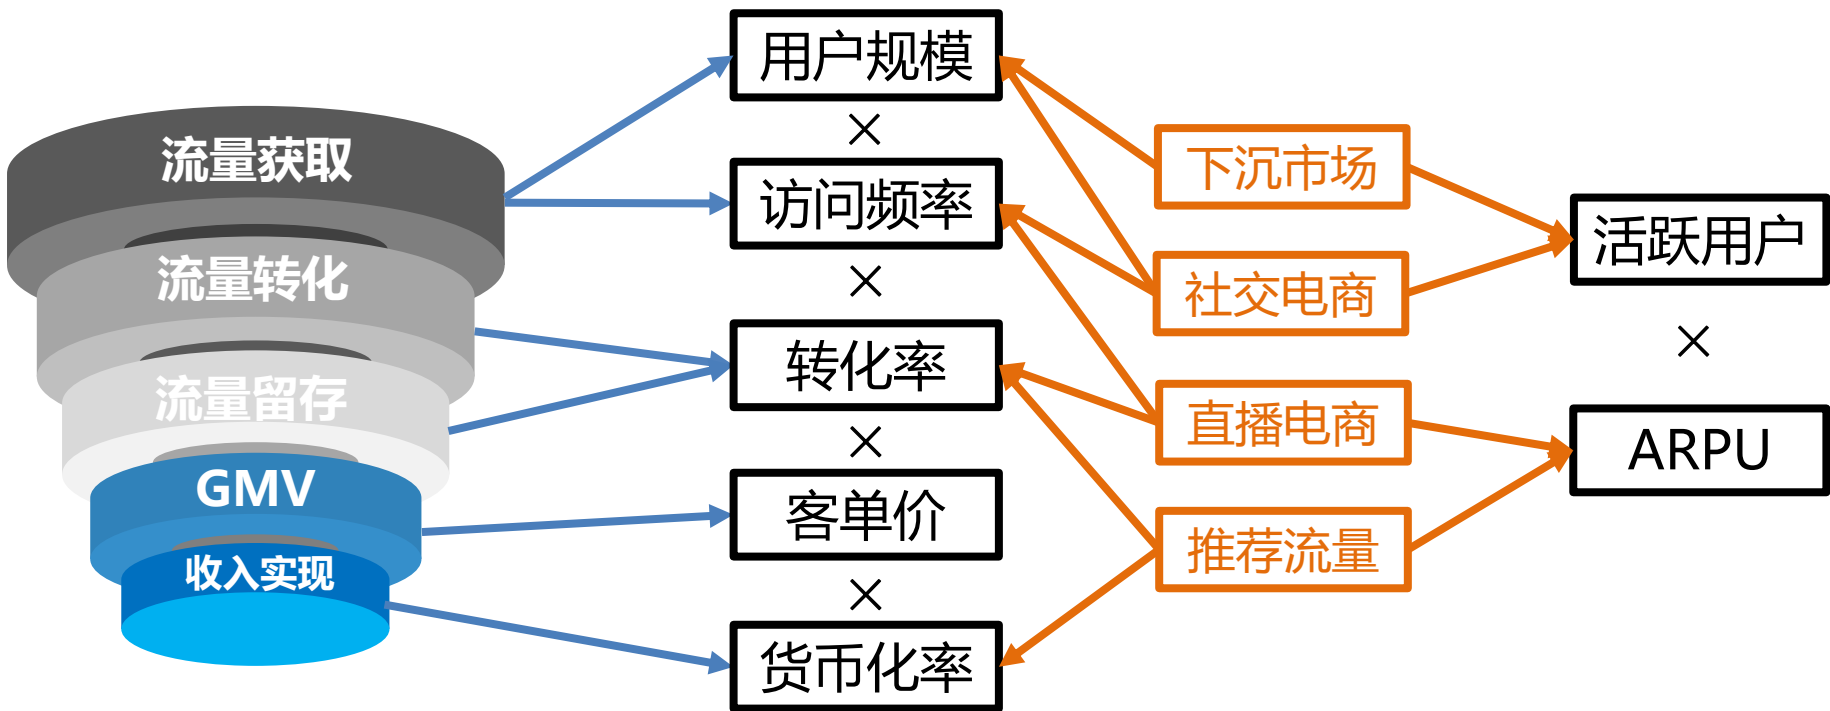 流量获取
流量转化
流量留存
GMV
收入实现
用户规模
×
访问频率
×
转化率
×
客单价
×
货币化率
下沉市场
社交电商
直播电商
推荐流量
活跃用户
×
ARPU